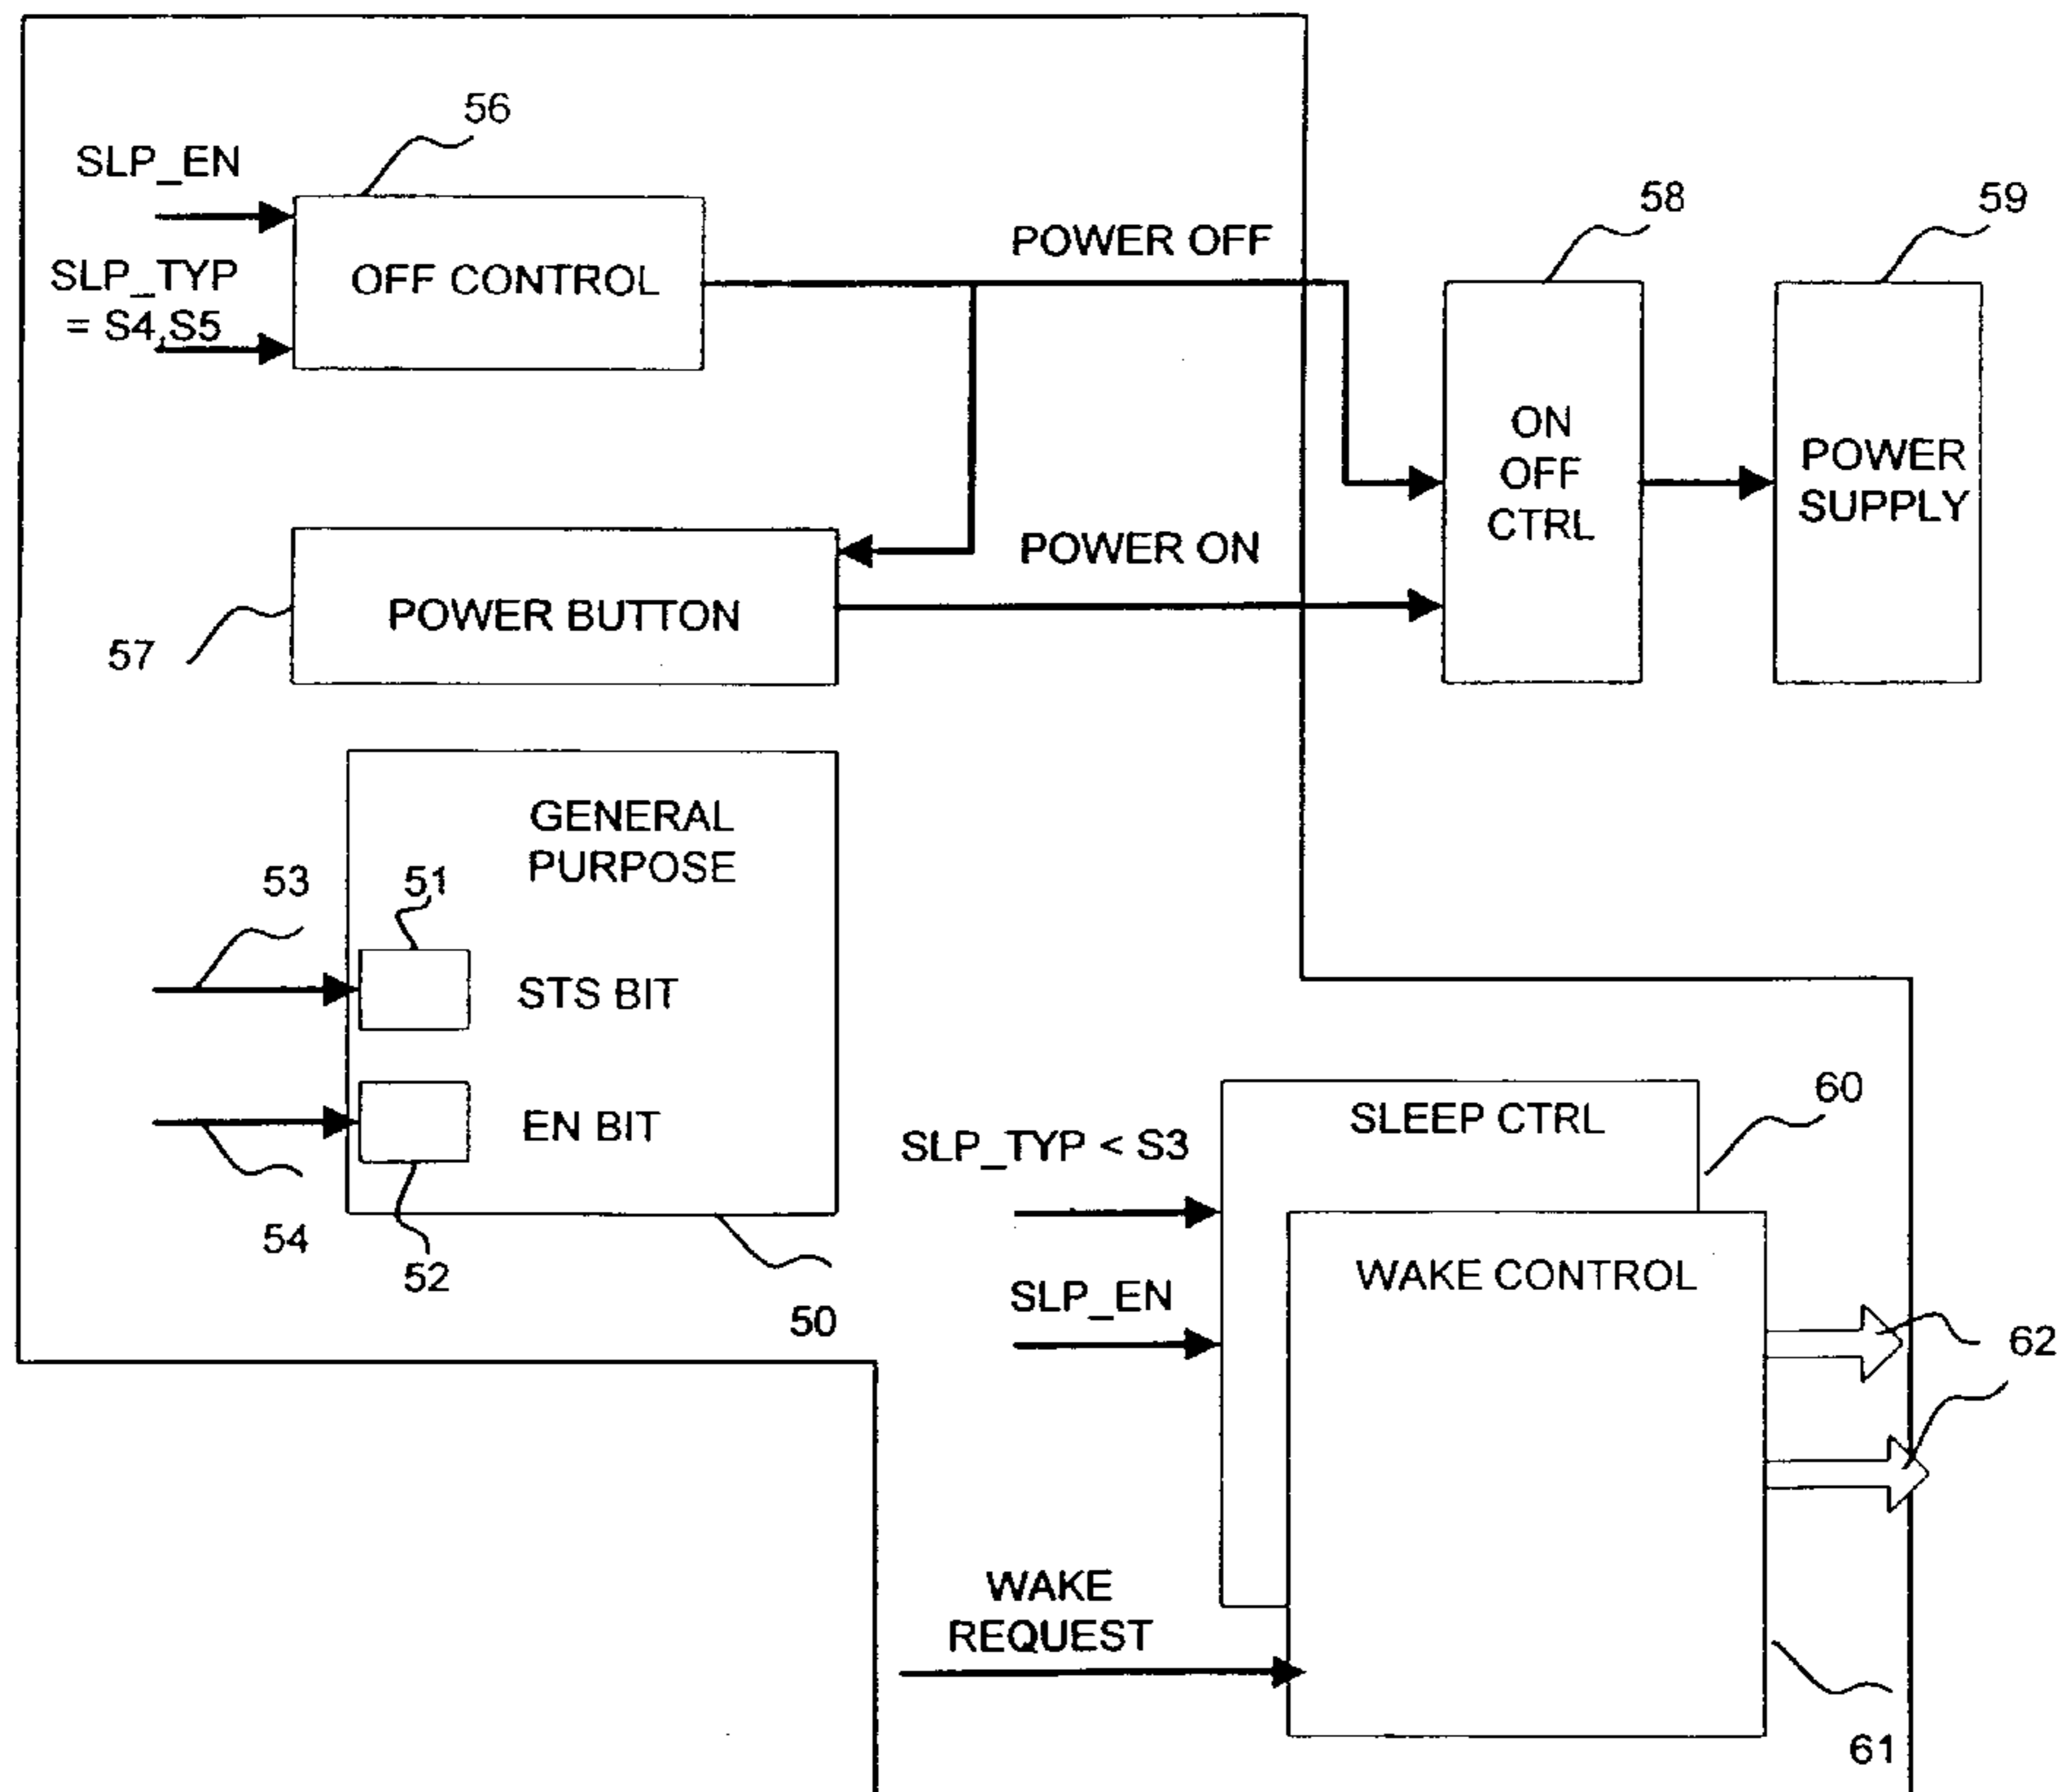 56
SLP_EN
58
59
POWER OFF
SLP_TYP
= S4,S5
OFF CONTROL
ON
OFF
CTRL
POWER
SUPPLY
POWER ON
POWER BUTTON
57
GENERAL
PURPOSE
53
51
STS BIT
EN BIT
54
52
50
60
SLEEP CTRL
SLP_TYP < S3
WAKE CONTROL
SLP_EN
62
WAKE
REQUEST
61